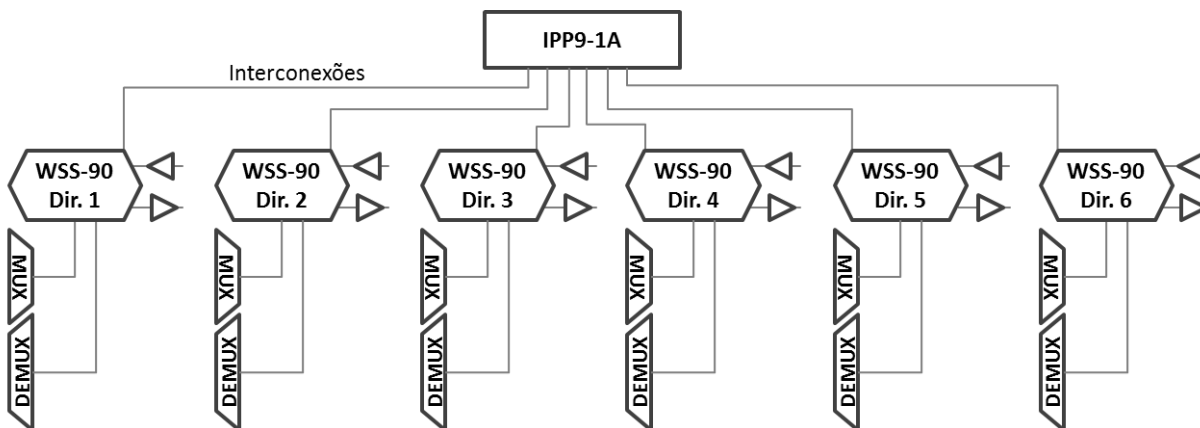 IPP9-1A
Interconexões
WSS-90
Dir. 1
WSS-90
Dir. 2
WSS-90
Dir. 3
WSS-90
Dir. 4
WSS-90
Dir. 5
WSS-90
Dir. 6
MUX
MUX
MUX
MUX
MUX
MUX
DEMUX
DEMUX
DEMUX
DEMUX
DEMUX
DEMUX